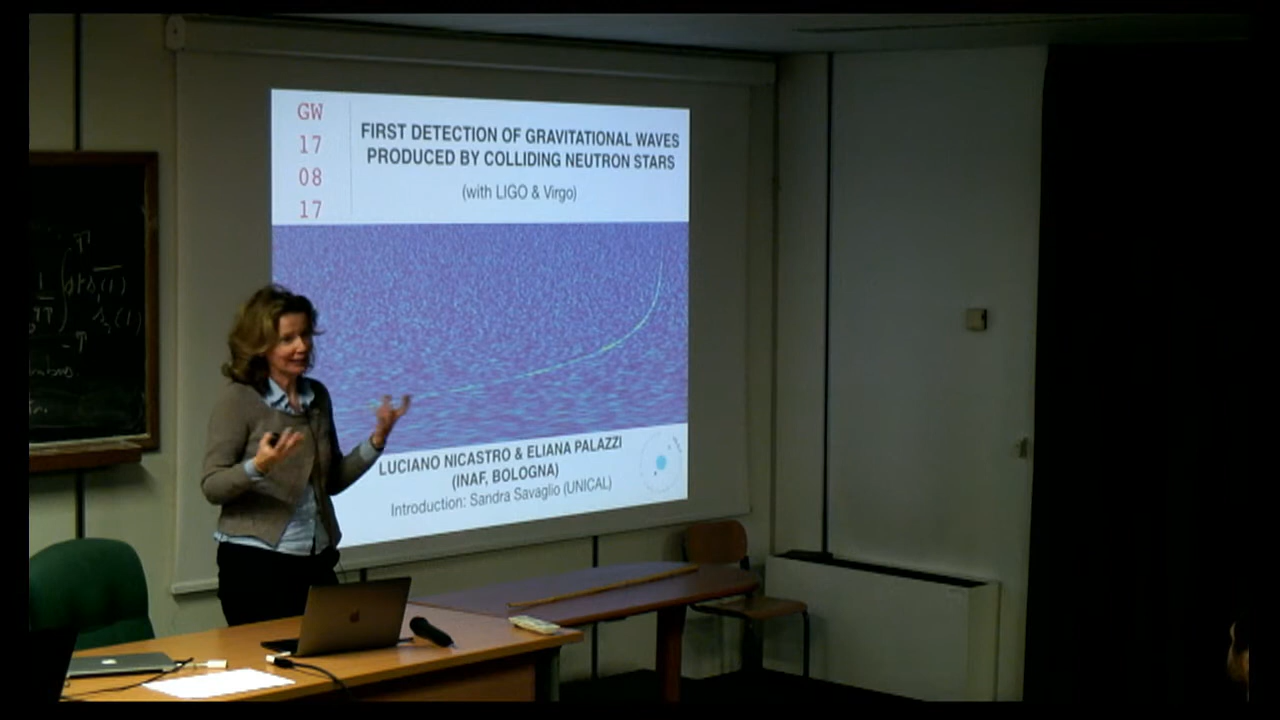 GW
17
08
17
FIRST DETECTION OF GRAVITATIONAL WAVES
PRODUCED BY COLLIDING NEUTRON STARS
(with LIGO & Virgo)
LUCIANO NICASTRO & ELIANA PALAZZI
(INAF, BOLOGNA)
Introduction: Sandra Savaglio (UNICAL)